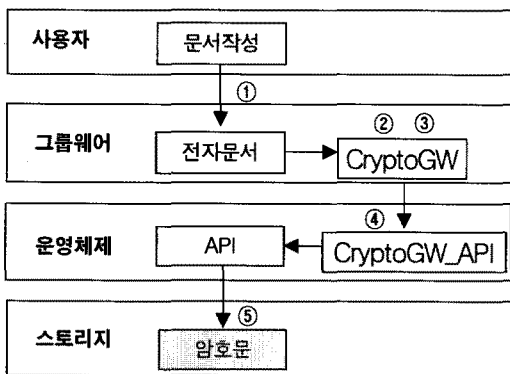 사용자
문서작성
①
② ③
그룹웨어
전자문서
CryptoGW
④
운영체제
API
CryptoGW_API
⑤
스토리지
암호문